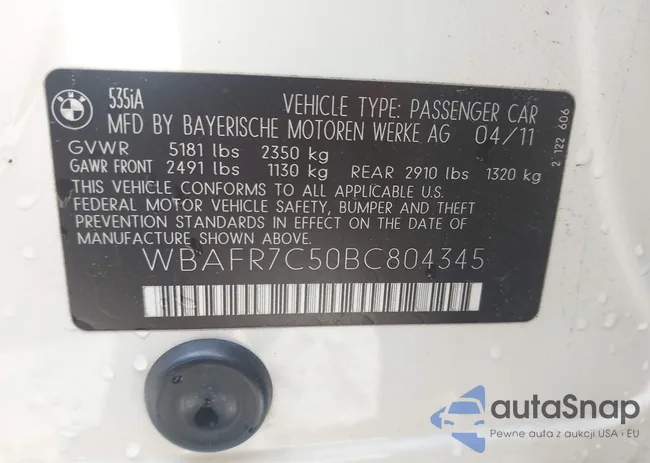 BMW
535iA
VEHICLE TYPE: PASSENGER CAR
MFD BY BAYERISCHE MOTOREN WERKE AG 04/11
GVWR 5181 lbs 2350 kg
GAWR FRONT 2491 lbs 1130 kg REAR 2910 lbs 1320 kg
THIS VEHICLE CONFORMS TO ALL APPLICABLE U.S.
FEDERAL MOTOR VEHICLE SAFETY, BUMPER AND THEFT
PREVENTION STANDARDS IN EFFECT ON THE DATE OF
MANUFACTURE SHOWN ABOVE.
WBAFR7C50BC804345
2 122 606
autaSnap
Pewne auta z aukcji USA i EU